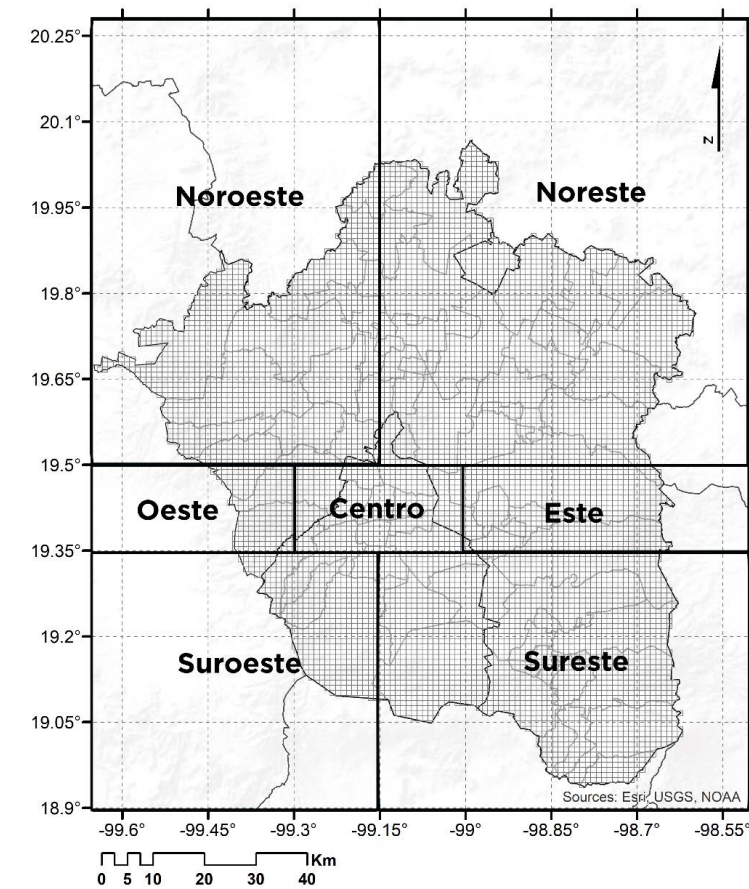 20.25°
20.1°
19.95°
19.8°
19.65°
19.5°
19.35°
19.2°
19.05°
18.9°
N
Noroeste
Noreste
Oeste
Centro
Este
Suroeste
Sureste
Sources: Esri, USGS, NOAA
-99.6° -99.45° -99.3° -99.15° -99° -98.85° -98.7° -98.55°
Km
0 5 10 20 30 40